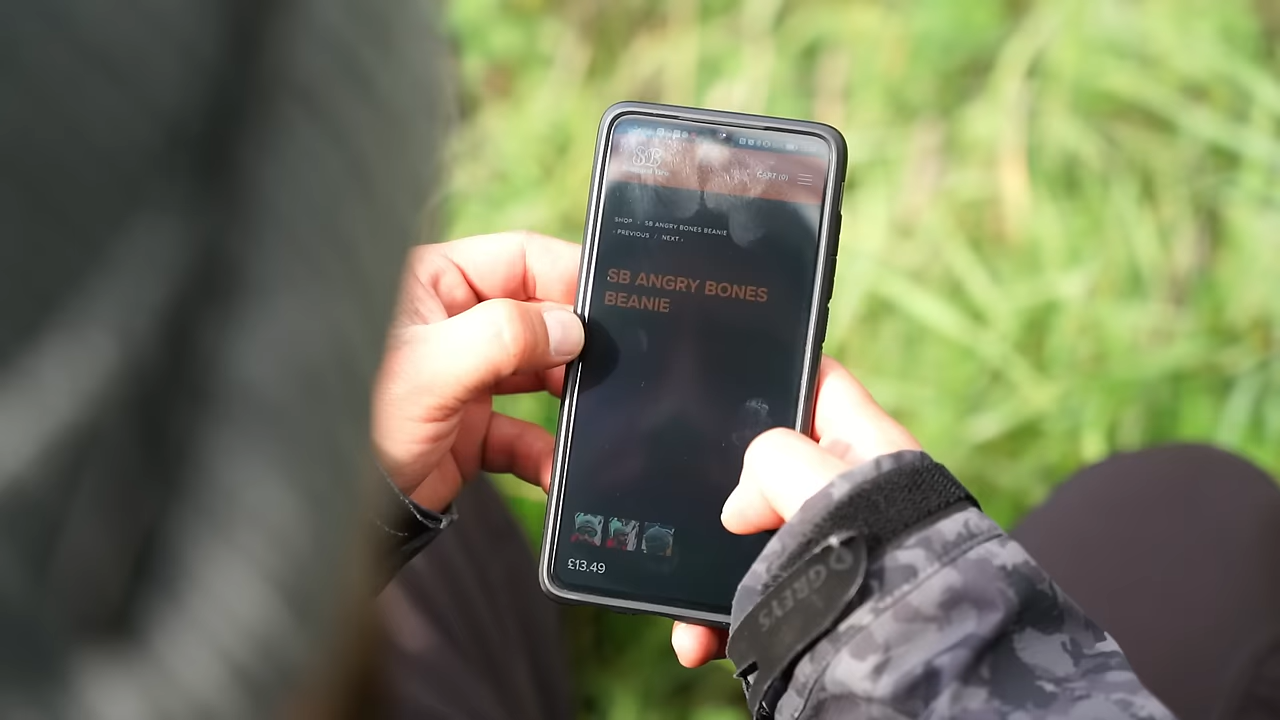 SB
CART (0)
SHOP › SB ANGRY BONES BEANIE
‹ PREVIOUS / NEXT ›
SB ANGRY BONES
BEANIE
£13.49
GREYS